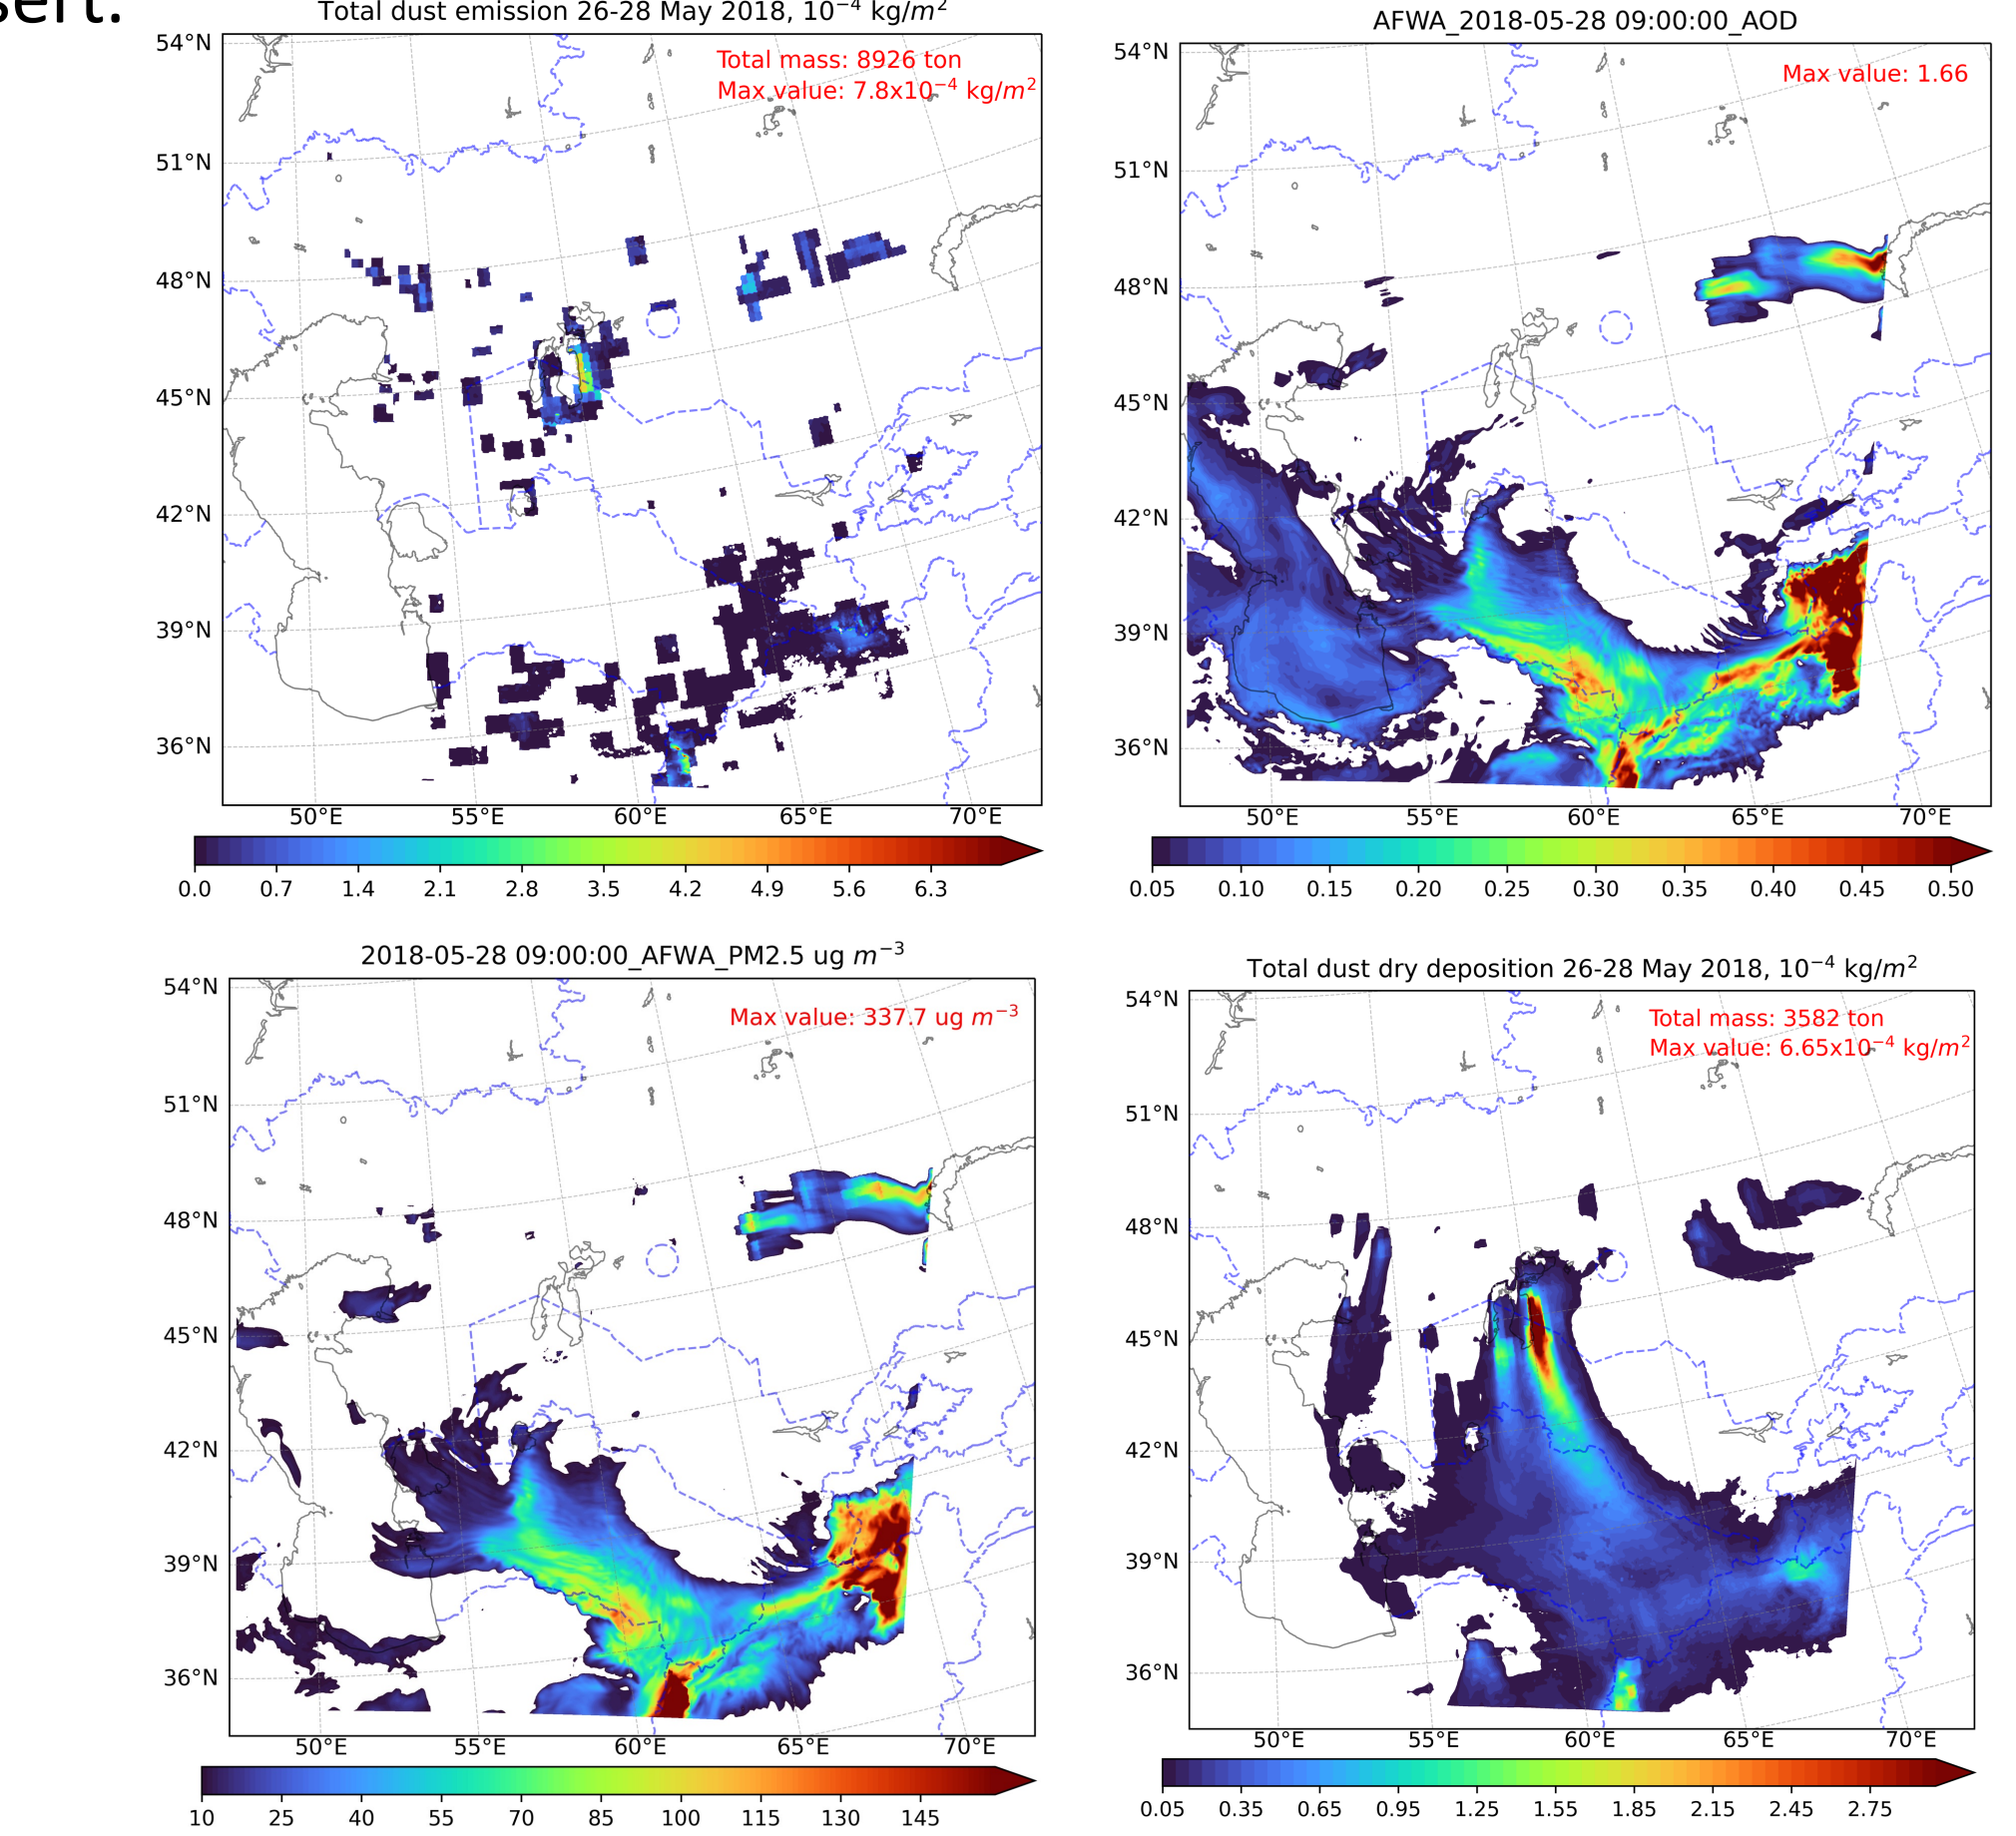 sert.
Total dust emission 26-28 May 2018, 10⁻⁴ kg/m²
Total mass: 8926 ton
Max value: 7.8x10⁻⁴ kg/m²
54°N
51°N
48°N
45°N
42°N
39°N
36°N
50°E 55°E 60°E 65°E 70°E
0.0 0.7 1.4 2.1 2.8 3.5 4.2 4.9 5.6 6.3
AFWA_2018-05-28 09:00:00_AOD
Max value: 1.66
54°N
51°N
48°N
45°N
42°N
39°N
36°N
50°E 55°E 60°E 65°E 70°E
0.05 0.10 0.15 0.20 0.25 0.30 0.35 0.40 0.45 0.50
2018-05-28 09:00:00_AFWA_PM2.5 ug m⁻³
Max value: 337.7 ug m⁻³
54°N
51°N
48°N
45°N
42°N
39°N
36°N
50°E 55°E 60°E 65°E 70°E
10 25 40 55 70 85 100 115 130 145
Total dust dry deposition 26-28 May 2018, 10⁻⁴ kg/m²
Total mass: 3582 ton
Max value: 6.65x10⁻⁴ kg/m²
54°N
51°N
48°N
45°N
42°N
39°N
36°N
50°E 55°E 60°E 65°E 70°E
0.05 0.35 0.65 0.95 1.25 1.55 1.85 2.15 2.45 2.75